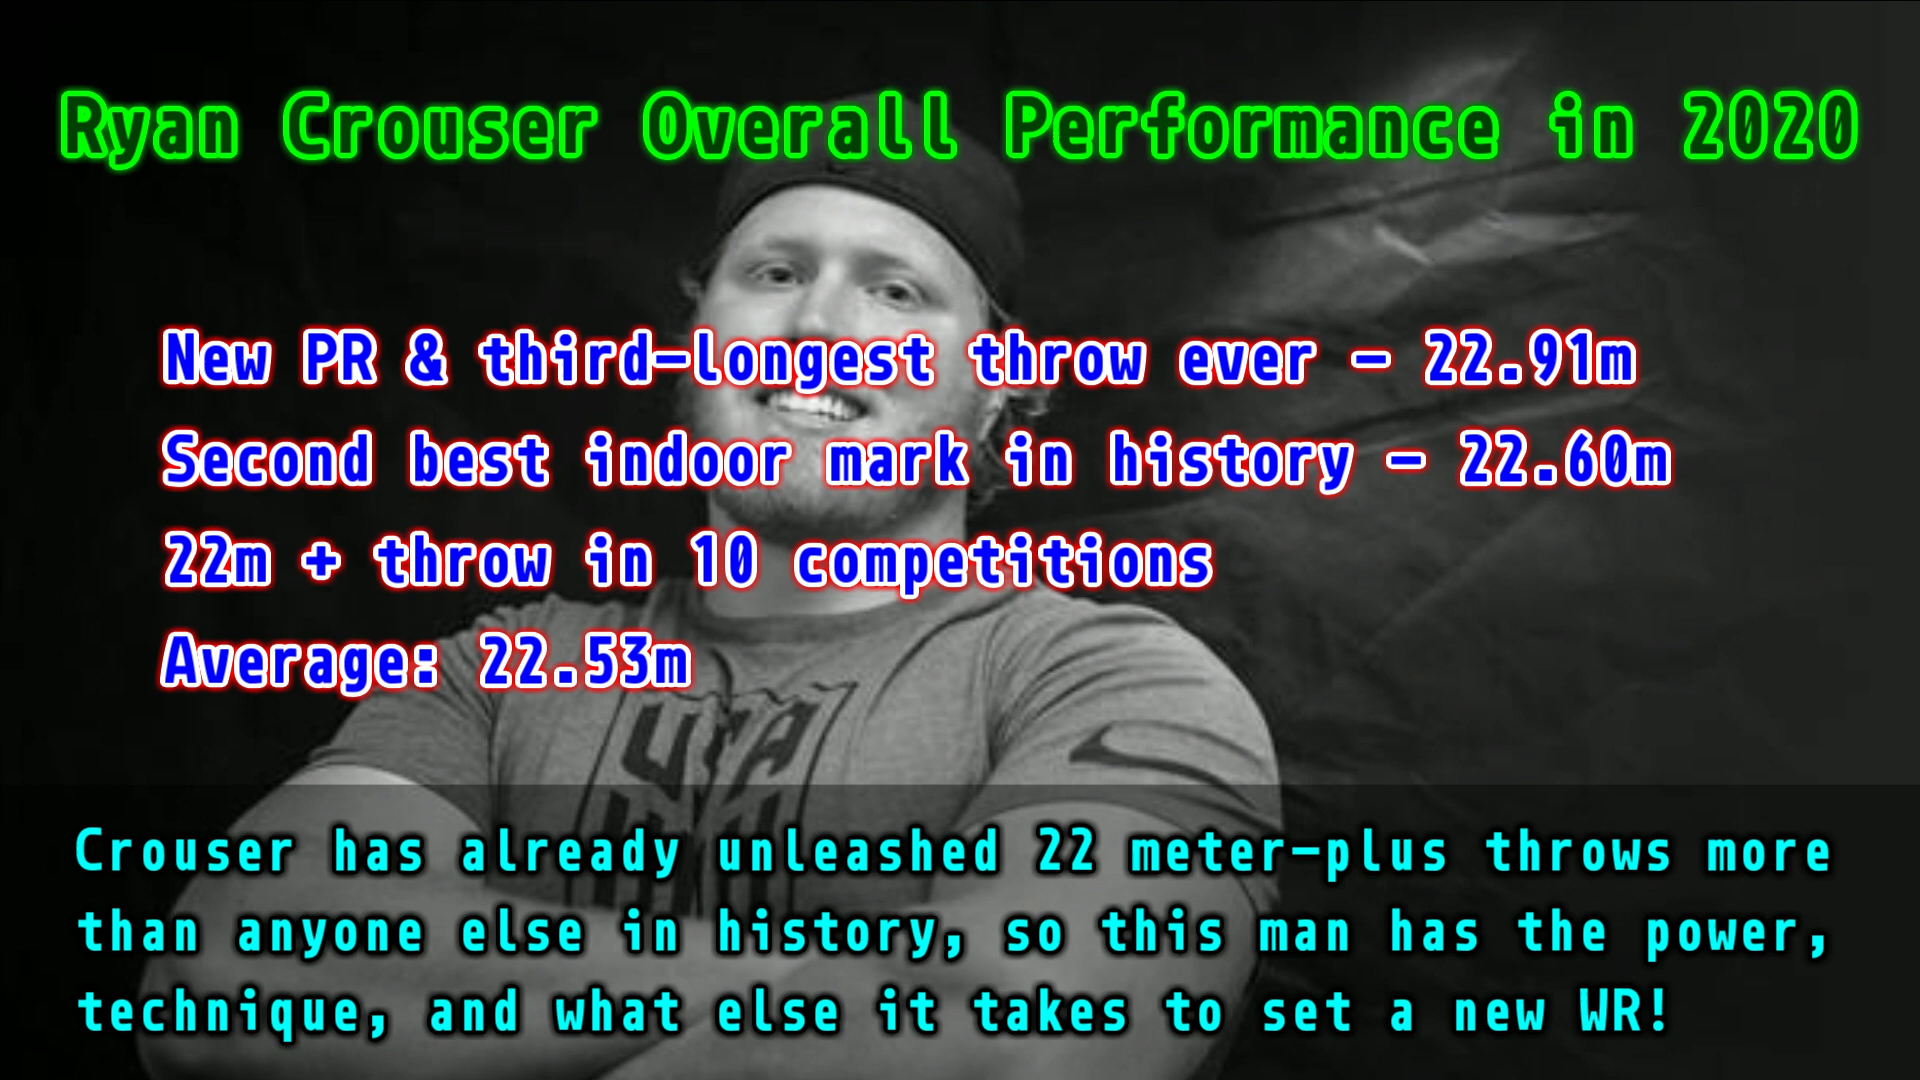 Ryan Crouser Overall Performance in 2020
New PR & third-longest throw ever - 22.91m
Second best indoor mark in history - 22.60m
22m + throw in 10 competitions
Average: 22.53m
USA
Crouser has already unleashed 22 meter-plus throws more
than anyone else in history, so this man has the power,
technique, and what else it takes to set a new WR!